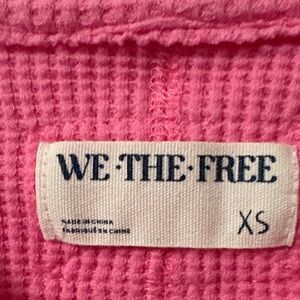 WE·THE·FREE
XS
MADE IN CHINA
FABRIQUÉ EN CHINE